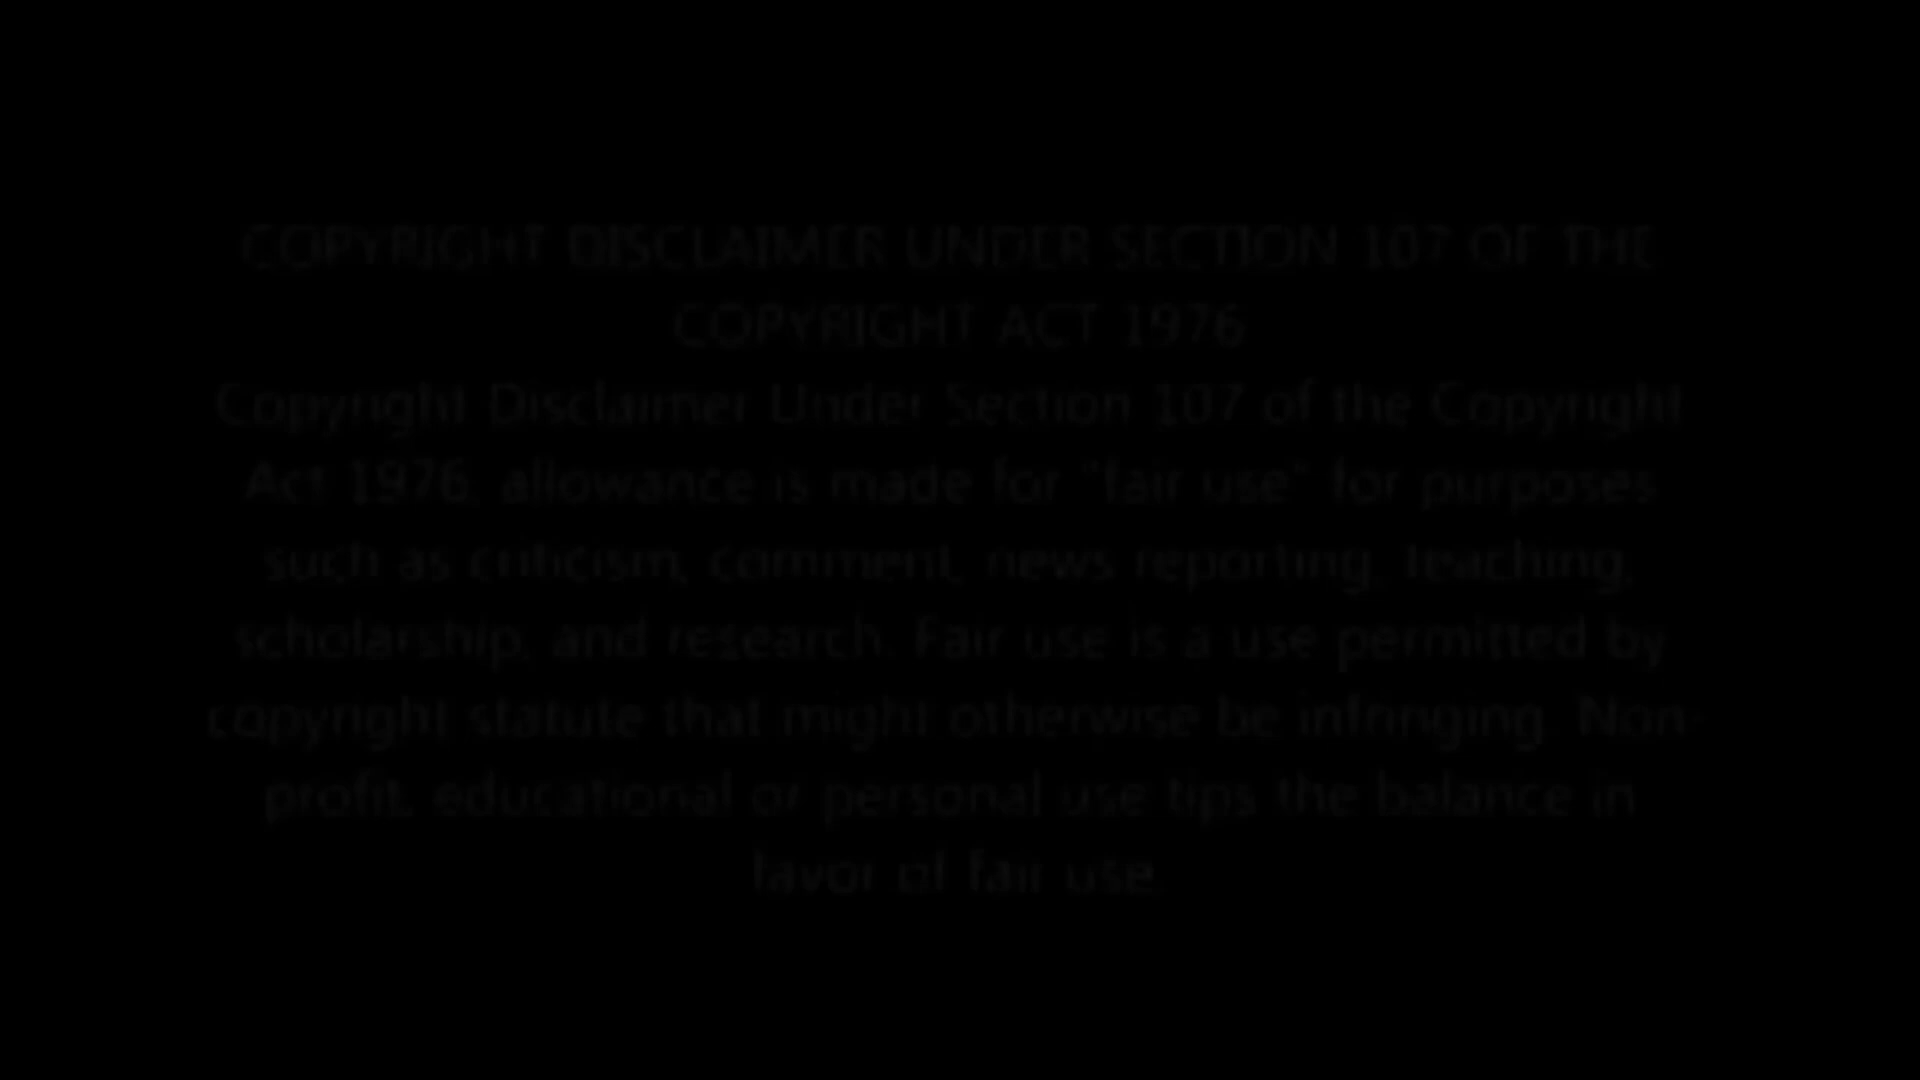 COPYRIGHT DISCLAIMER UNDER SECTION 107 OF THE
COPYRIGHT ACT 1976
Copyright Disclaimer Under Section 107 of the Copyright
Act 1976, allowance is made for "fair use" for purposes
such as criticism, comment, news reporting, teaching,
scholarship, and research. Fair use is a use permitted by
copyright statute that might otherwise be infringing. Non-
profit, educational or personal use tips the balance in
favor of fair use.